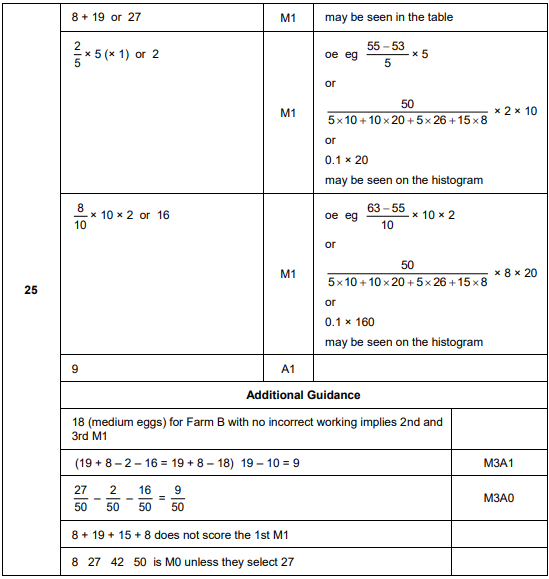 25
8 + 19 or 27
M1
may be seen in the table
2/5 × 5 (× 1) or 2
M1
oe eg (55 – 53)/5 × 5
or
50/(5 × 10 + 10 × 20 + 5 × 26 + 15 × 8) × 2 × 10
or
0.1 × 20
may be seen on the histogram
8/10 × 10 × 2 or 16
M1
oe eg (63 – 55)/10 × 10 × 2
or
50/(5 × 10 + 10 × 20 + 5 × 26 + 15 × 8) × 8 × 20
or
0.1 × 160
may be seen on the histogram
9
A1
Additional Guidance
18 (medium eggs) for Farm B with no incorrect working implies 2nd and
3rd M1
(19 + 8 – 2 – 16 = 19 + 8 – 18) 19 – 10 = 9
M3A1
27/50 – 2/50 – 16/50 = 9/50
M3A0
8 + 19 + 15 + 8 does not score the 1st M1
8 27 42 50 is M0 unless they select 27